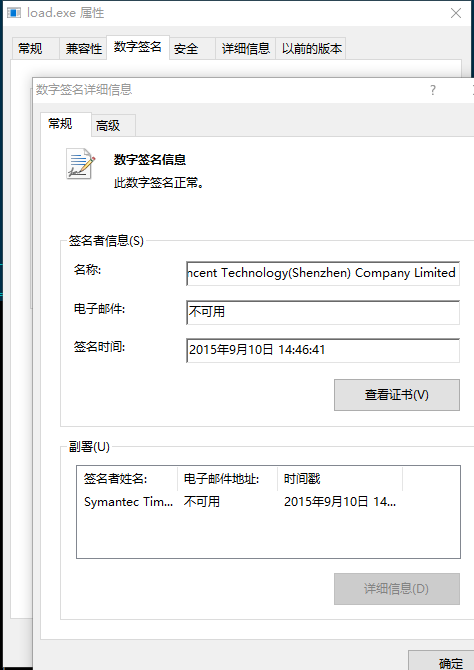 load.exe 属性
常规 兼容性 数字签名 安全 详细信息 以前的版本
数字签名详细信息 ?
常规 高级
数字签名信息
此数字签名正常。
签名者信息(S)
名称: ncent Technology(Shenzhen) Company Limited
电子邮件: 不可用
签名时间: 2015年9月10日 14:46:41
查看证书(V)
副署(U)
签名者姓名: 电子邮件地址: 时间戳
Symantec Tim... 不可用 2015年9月10日 14...
详细信息(D)
确定